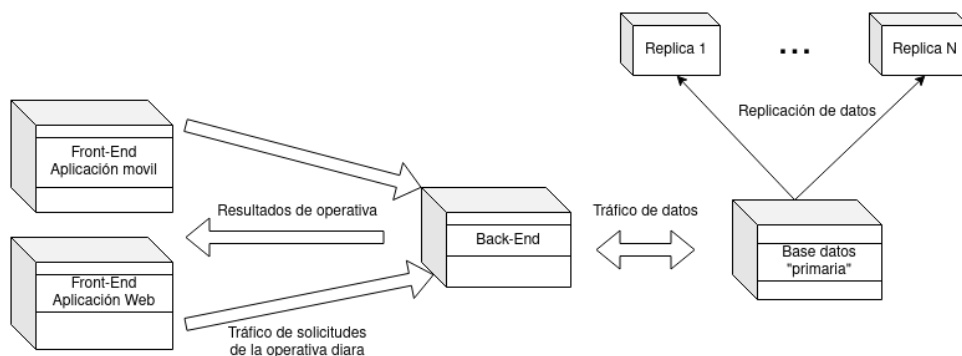 Replica 1
...
Replica N
Replicación de datos
Front-End
Aplicación movil
Resultados de operativa
Back-End
Tráfico de datos
Base datos
"primaria"
Front-End
Aplicación Web
Tráfico de solicitudes
de la operativa diara